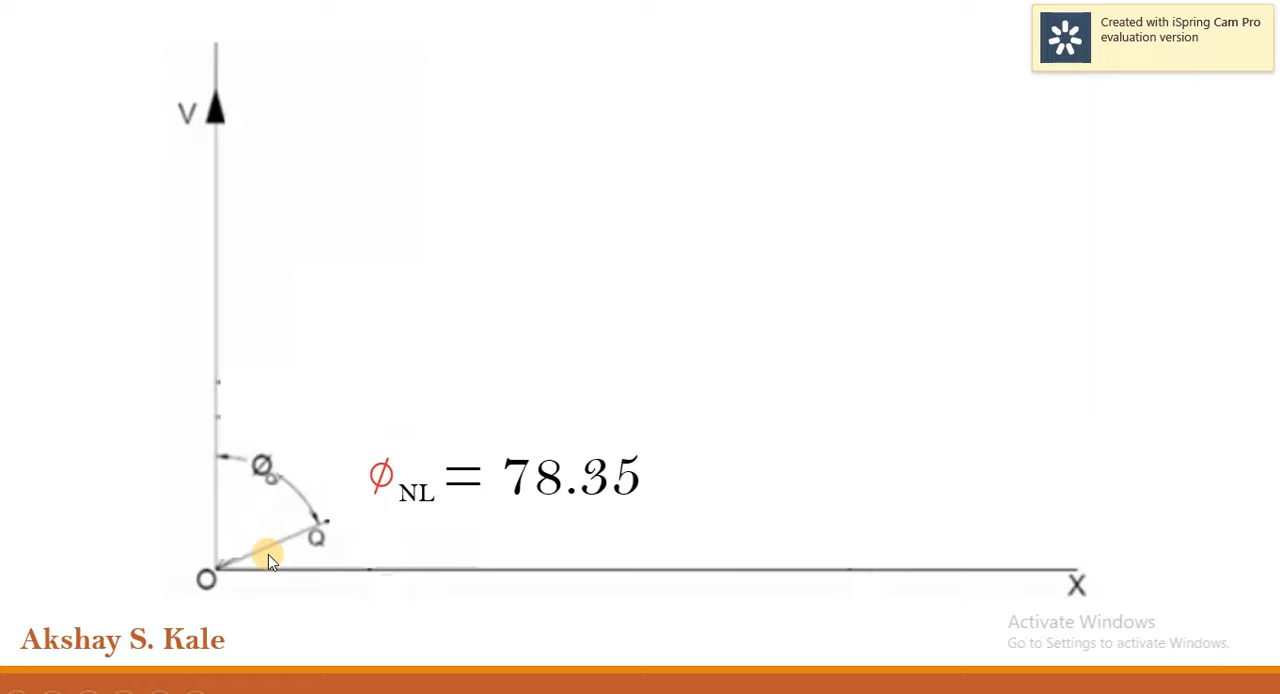 Created with iSpring Cam Pro
evaluation version
V
Ø₀
ϕNL = 78.35
Q
O
X
Akshay S. Kale
Activate Windows
Go to Settings to activate Windows.